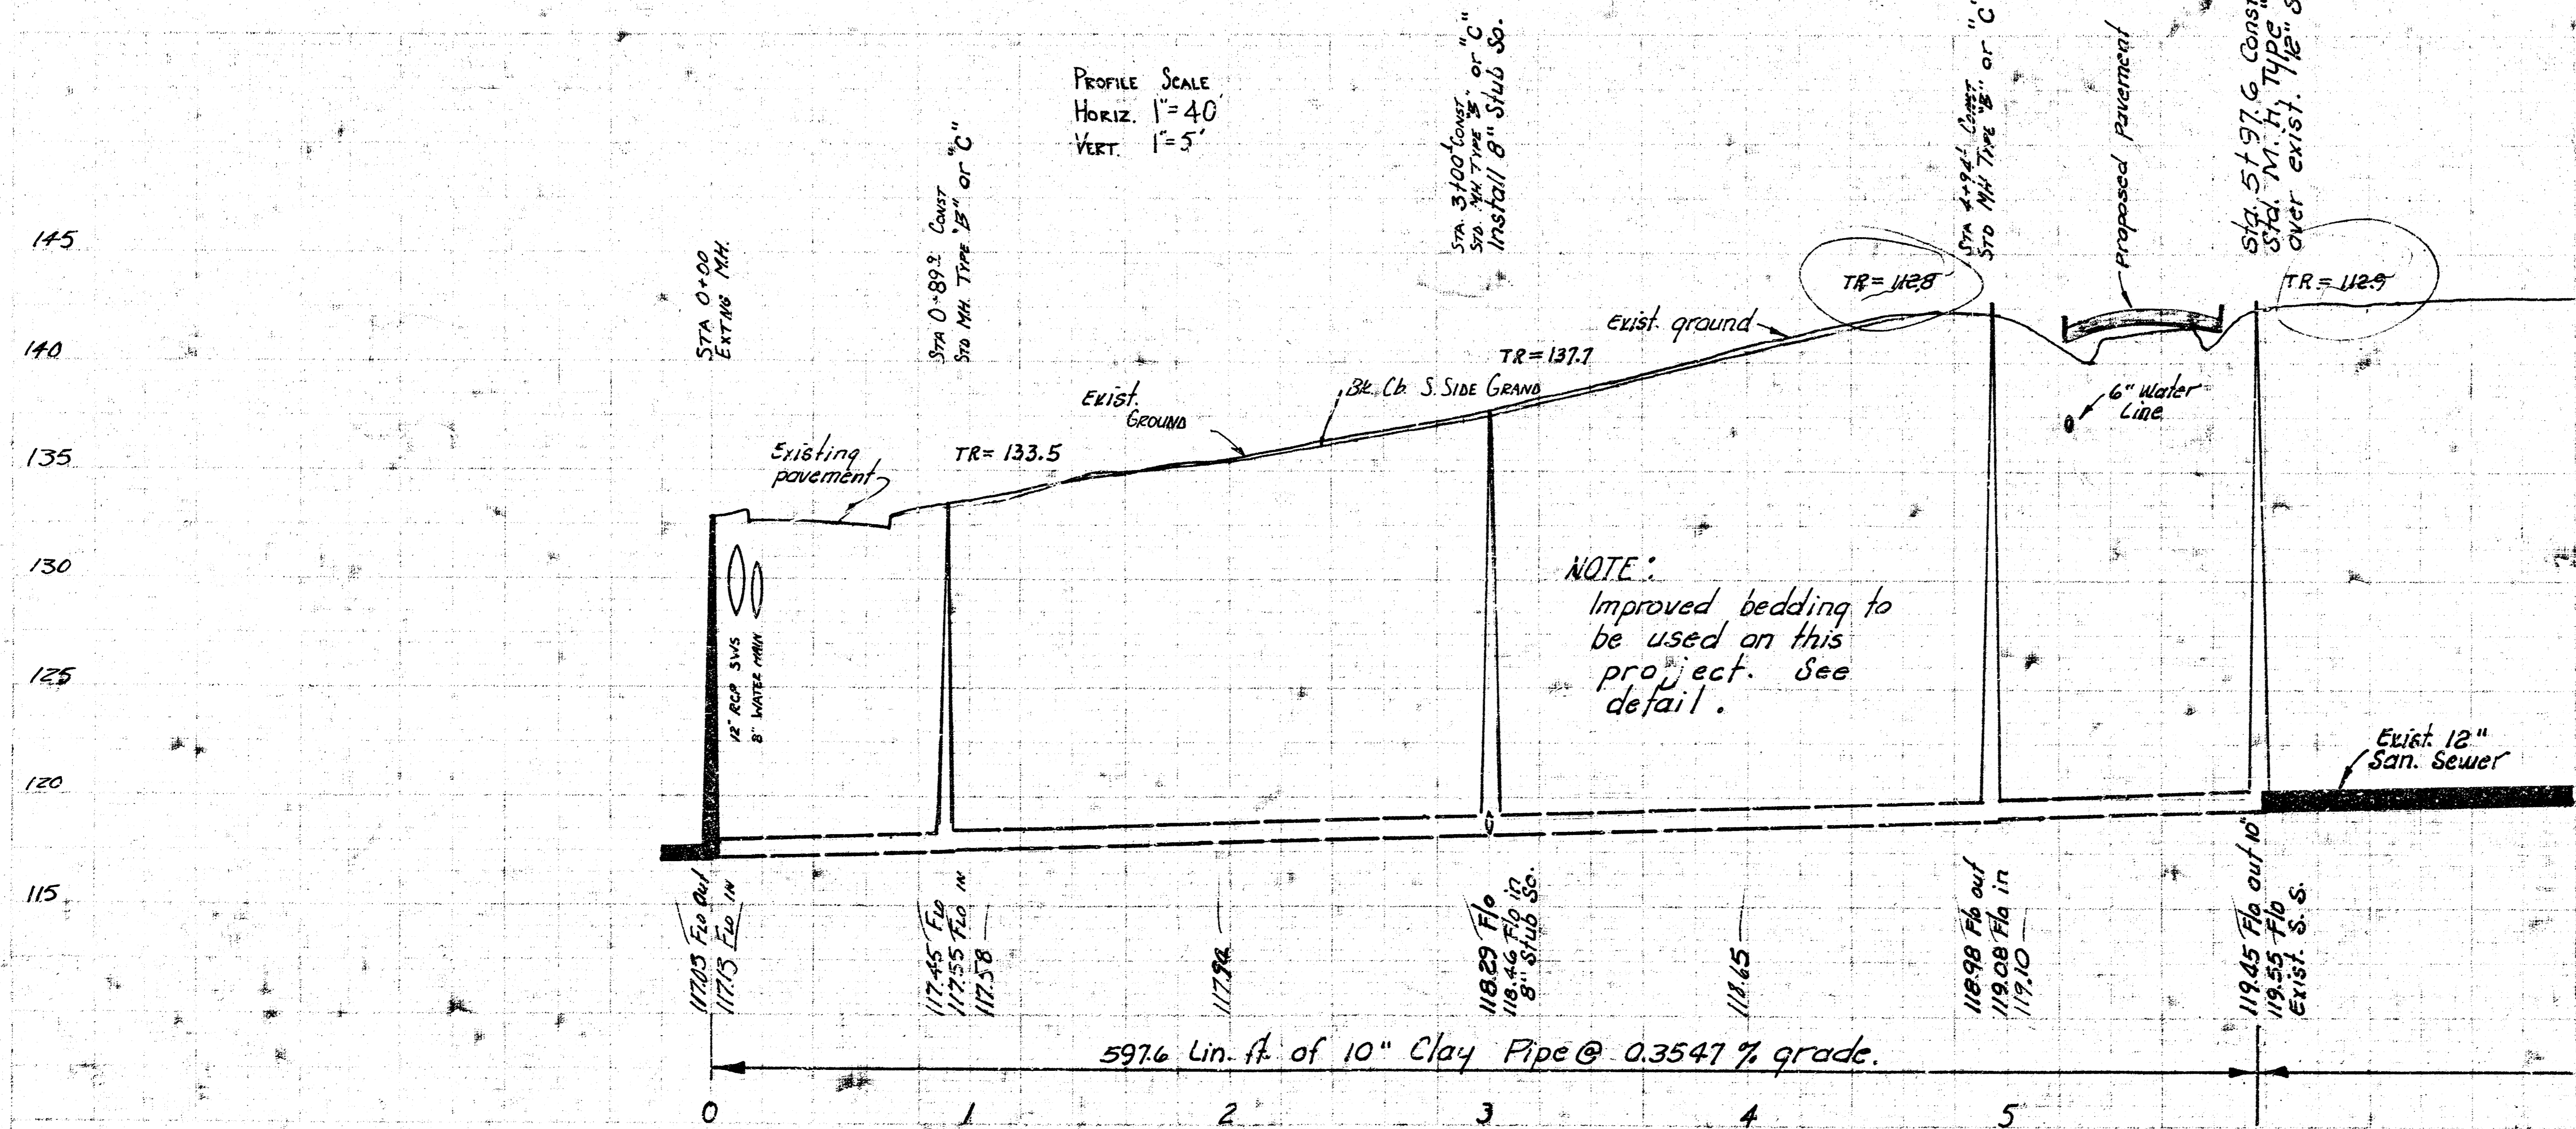 PROFILE SCALE
HORIZ. 1"=40'
VERT. 1"=5'
145
140
135
130
125
120
115
STA 0+00
EXT'NG M.H.
STA 0+89.2 CONST
STD MH. TYPE "B" or "C"
STA 3+00 CONST
STD. MH TYPE "B" or "C"
Install 8" Stub So.
STA 4+94 CONST
STD MH TYPE "B" or "C"
Proposed pavement
Sta. 5+97.6 Const
Std. M.H. TYPE
over exist. 12" S
TR= 112.8
TR= 112.9
Exist. ground
TR= 137.7
Bk. Cb. S. SIDE GRAND
Exist.
GROUND
6" Water
Line
Existing
pavement
TR= 133.5
12" RCP SWS
8" WATER MAIN
NOTE:
Improved bedding to
be used on this
project. See
detail.
Exist. 12"
San. Sewer
117.03 FLO OUT
117.13 FLO IN
117.45 FLO
117.55 FLO IN
117.58
117.94
118.29 Flo
118.46 Flo in
8" Stub So.
118.65
118.98 Flo out
119.08 Flo in
119.10
119.45 Flo out 10"
119.55 Flo
Exist. S.S.
597.6 Lin. ft. of 10" Clay Pipe @ 0.3547 % grade.
0 1 2 3 4 5